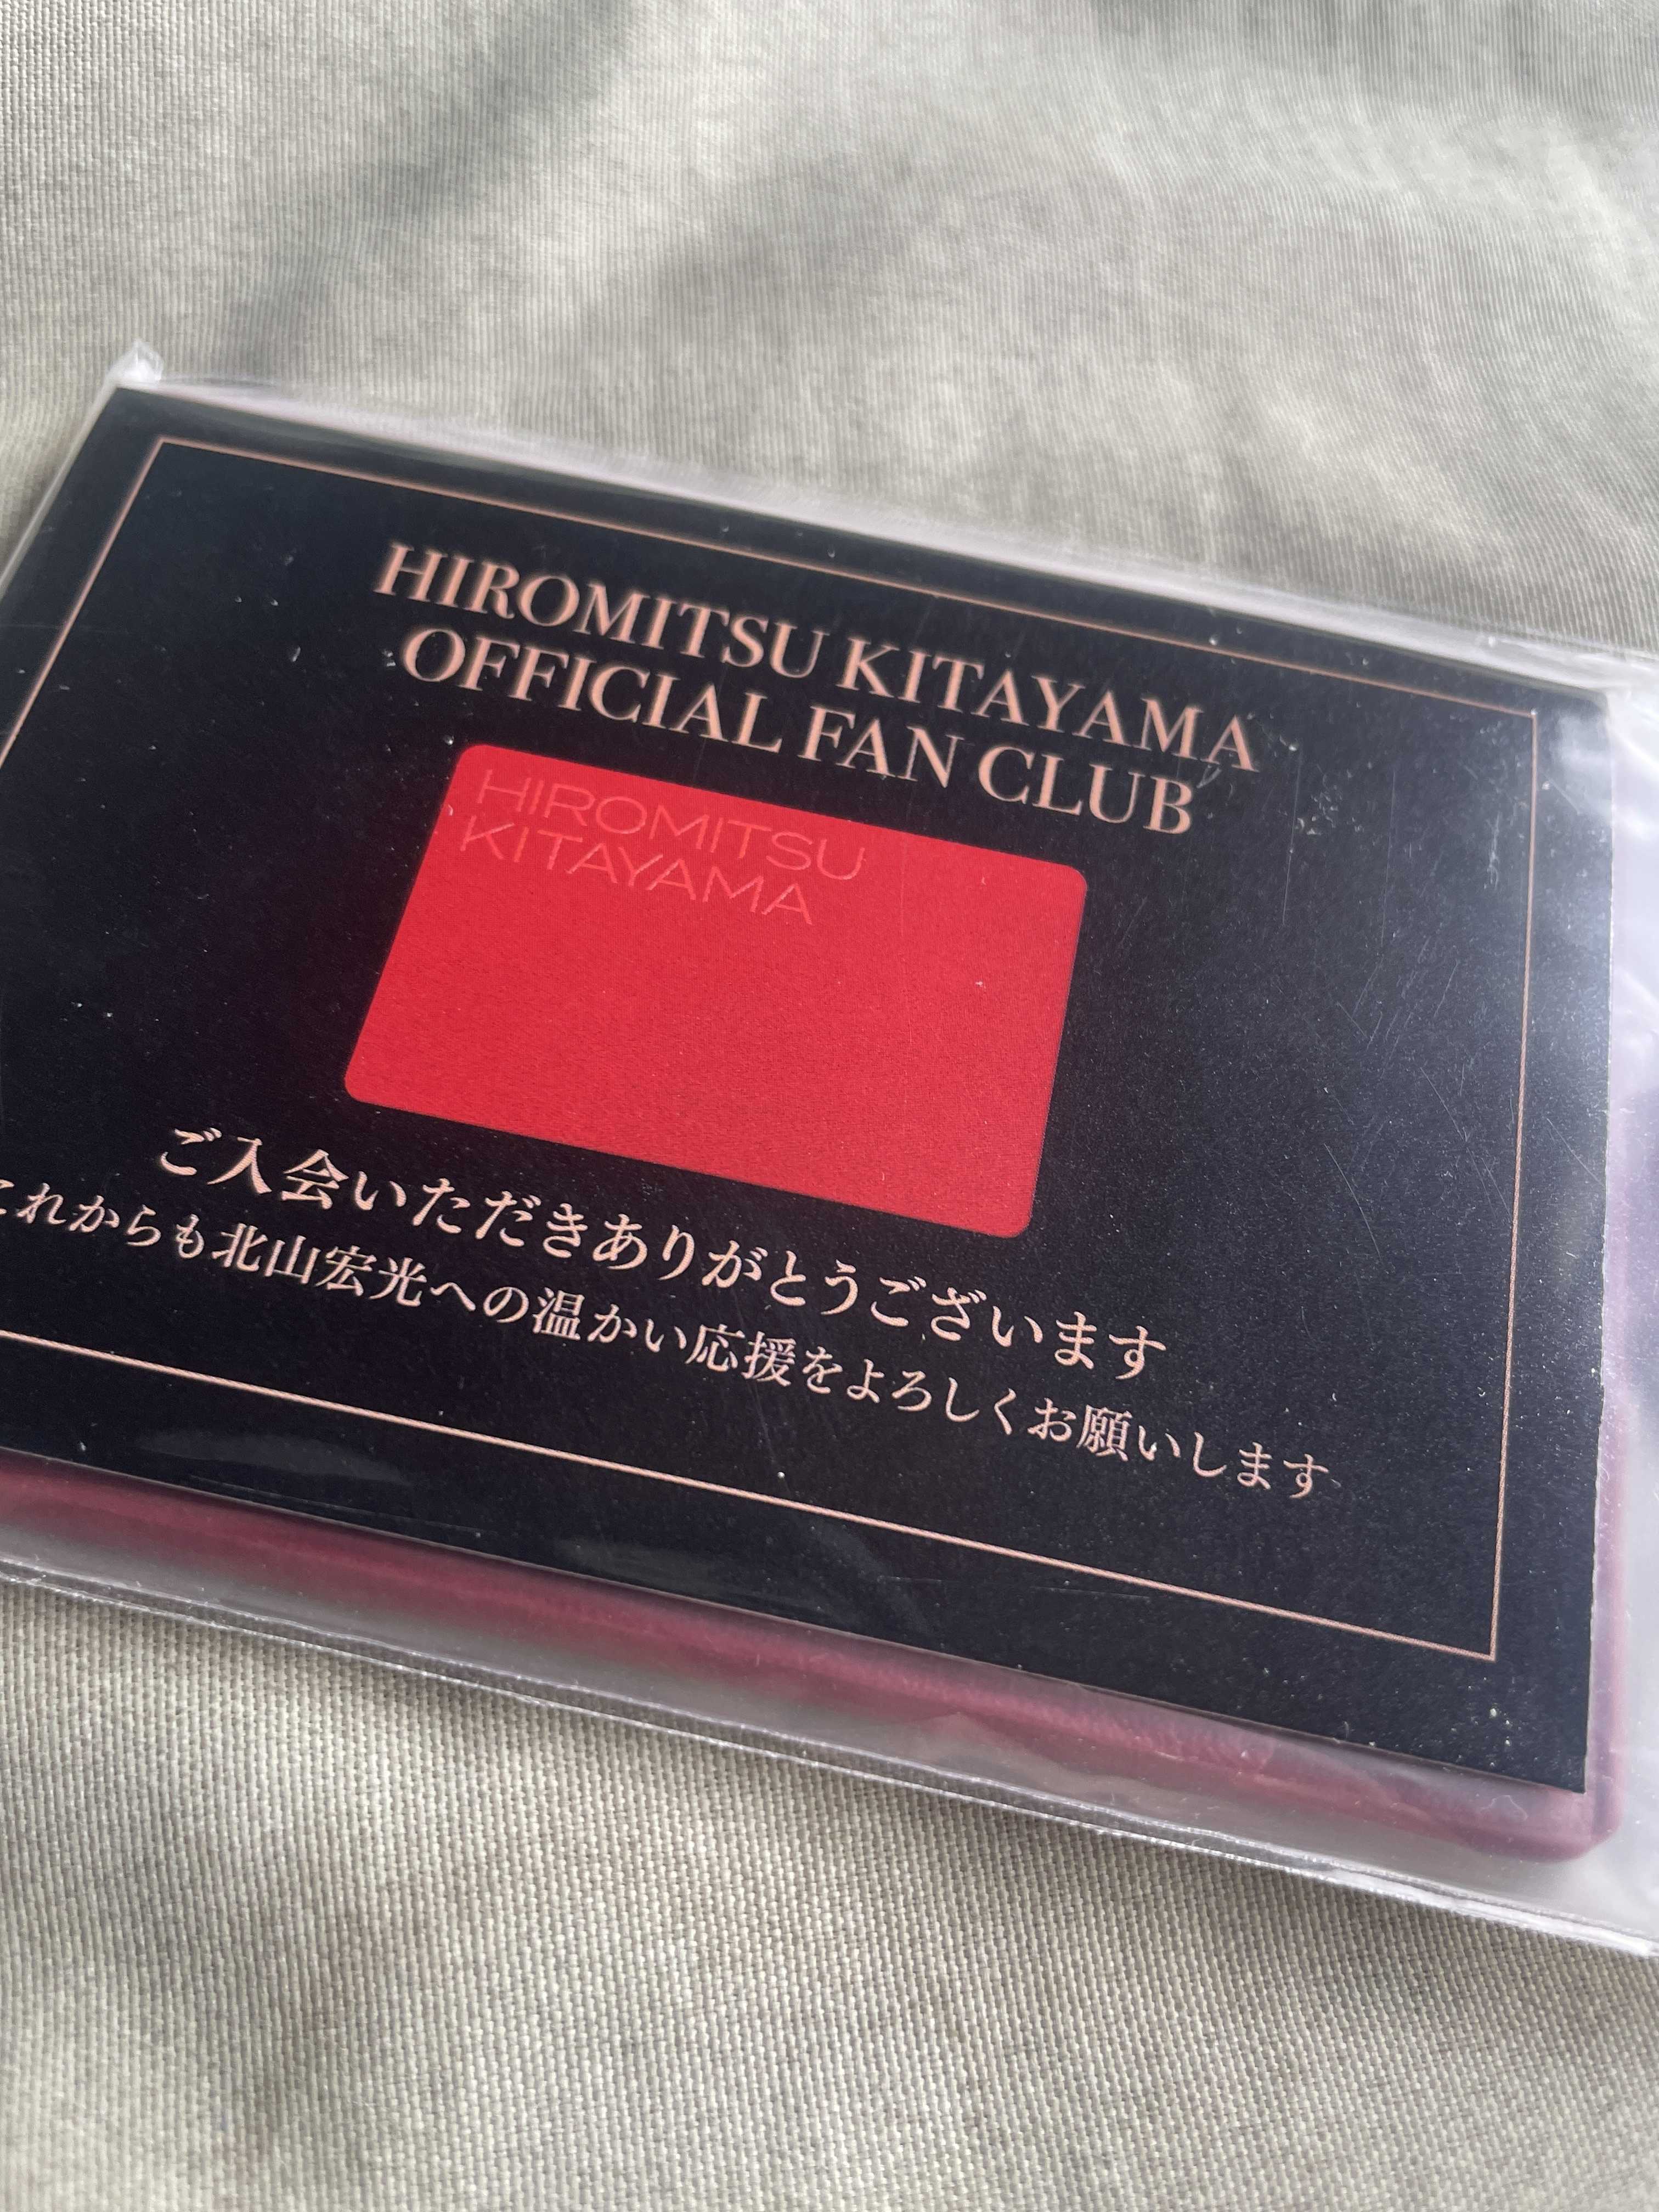 HIROMITSU KITAYAMA
OFFICIAL FAN CLUB
HIROMITSU
KITAYAMA
ご入会いただきありがとうございます
これからも北山宏光への温かい応援をよろしくお願いします